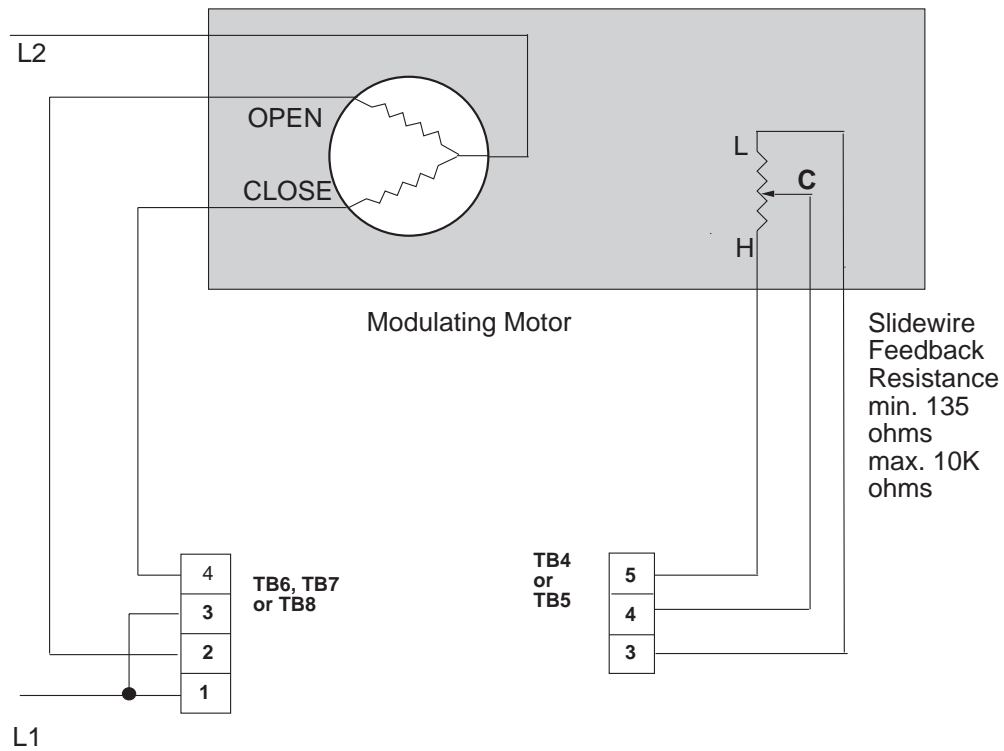 L2
OPEN
CLOSE
L
C
H
Modulating Motor
Slidewire
Feedback
Resistance
min. 135
ohms
max. 10K
ohms
4
3
2
1
TB6, TB7
or TB8
TB4
or
TB5
5
4
3
L1